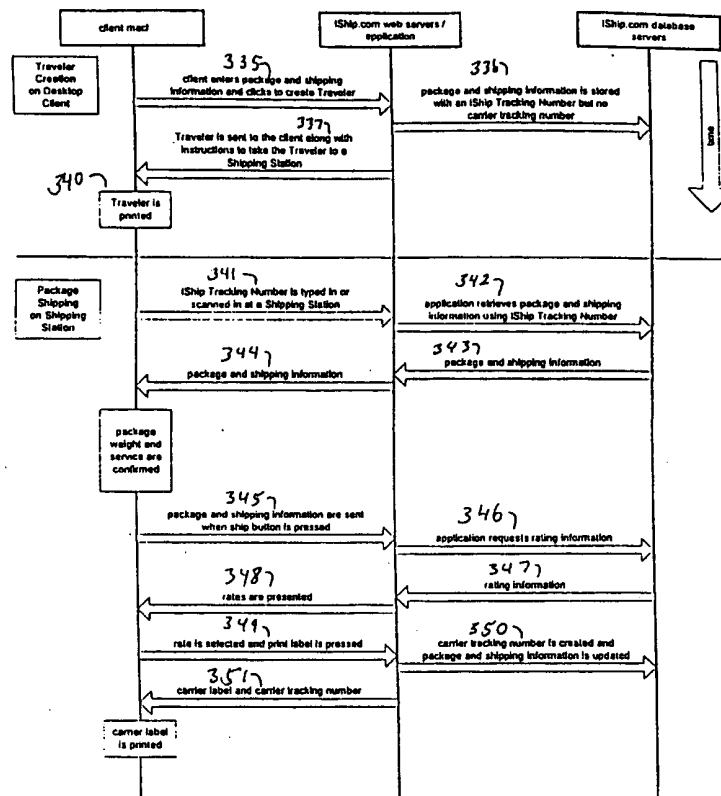 client macl
IShip.com web servers /
application
IShip.com database
servers
Traveler
Creation
on Desktop
Client
335
client enters package and shipping
information and clicks to create Traveler
336
package and shipping information is stored
with an IShip Tracking Number but no
carrier tracking number
337
Traveler is sent to the client along with
instructions to take the Traveler to a
Shipping Station
time
340
Traveler is
printed
Package
Shipping
on Shipping
Station
341
IShip Tracking Number is typed in or
scanned in at a Shipping Station
342
application retrieves package and shipping
information using IShip Tracking Number
343
package and shipping information
344
package and shipping information
package
weight and
service are
confirmed
345
package and shipping information are sent
when ship button is pressed
346
application requests rating information
347
rating information
348
rates are presented
349
rate is selected and print label is pressed
350
carrier tracking number is created and
package and shipping information is updated
351
carrier label and carrier tracking number
carrier label
is printed